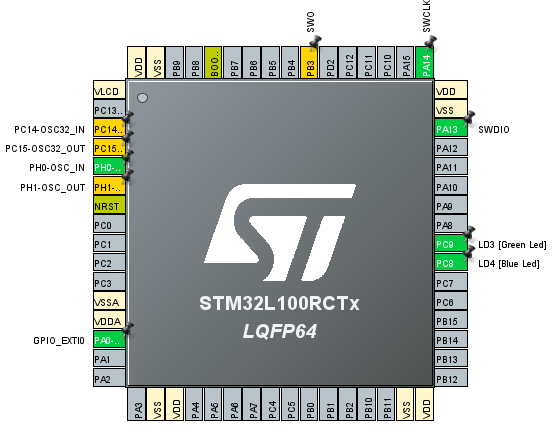 SWO
SWCLK
VDD
VSS
PB9
PB8
BOO..
PB7
PB6
PB5
PB4
PB3
PD2
PC12
PC11
PC10
PA15
PA14
VLCD
PC13..
PC14-OSC32_IN PC14..
PC15-OSC32_OUT PC15..
PH0-OSC_IN PH0-..
PH1-OSC_OUT PH1-..
NRST
PC0
PC1
PC2
PC3
VSSA
VDDA
GPIO_EXTI0 PA0-..
PA1
PA2
VDD
VSS
PA13 SWDIO
PA12
PA11
PA10
PA9
PA8
PC9 LD3 [Green Led]
PC8 LD4 [Blue Led]
PC7
PC6
PB15
PB14
PB13
PB12
ST
STM32L100RCTx
LQFP64
PA3
VSS
VDD
PA4
PA5
PA6
PA7
PC4
PC5
PB0
PB1
PB2
PB10
PB11
VSS
VDD